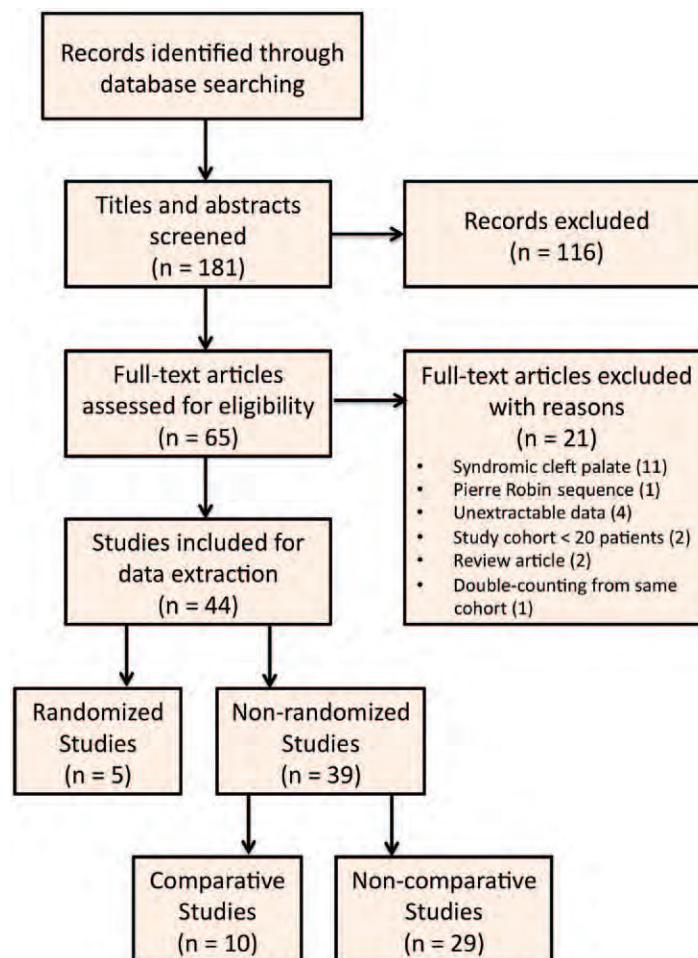 Records identified through
database searching
Titles and abstracts
screened
(n = 181)
Records excluded
(n = 116)
Full-text articles
assessed for eligibility
(n = 65)
Full-text articles excluded
with reasons
(n = 21)
• Syndromic cleft palate (11)
• Pierre Robin sequence (1)
• Unextractable data (4)
• Study cohort < 20 patients (2)
• Review article (2)
• Double-counting from same
cohort (1)
Studies included for
data extraction
(n = 44)
Randomized
Studies
(n = 5)
Non-randomized
Studies
(n = 39)
Comparative
Studies
(n = 10)
Non-comparative
Studies
(n = 29)